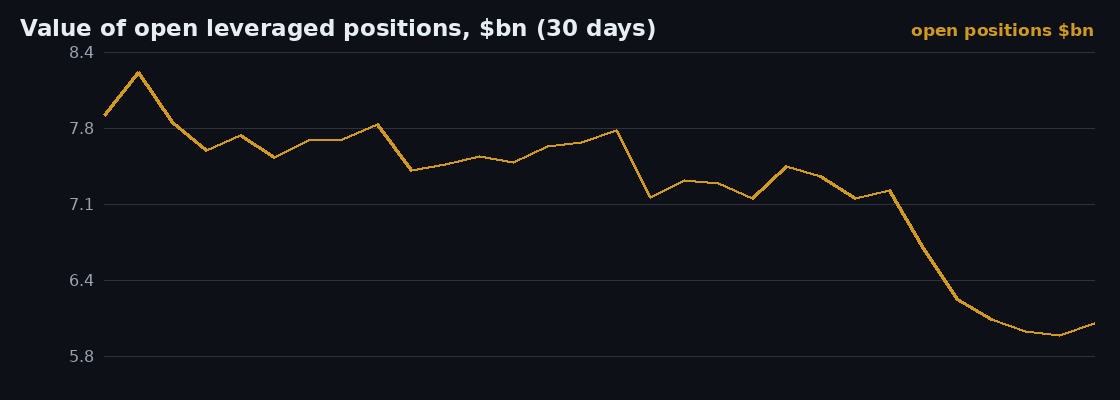 Value of open leveraged positions, $bn (30 days)
open positions $bn
8.4
7.8
7.1
6.4
5.8